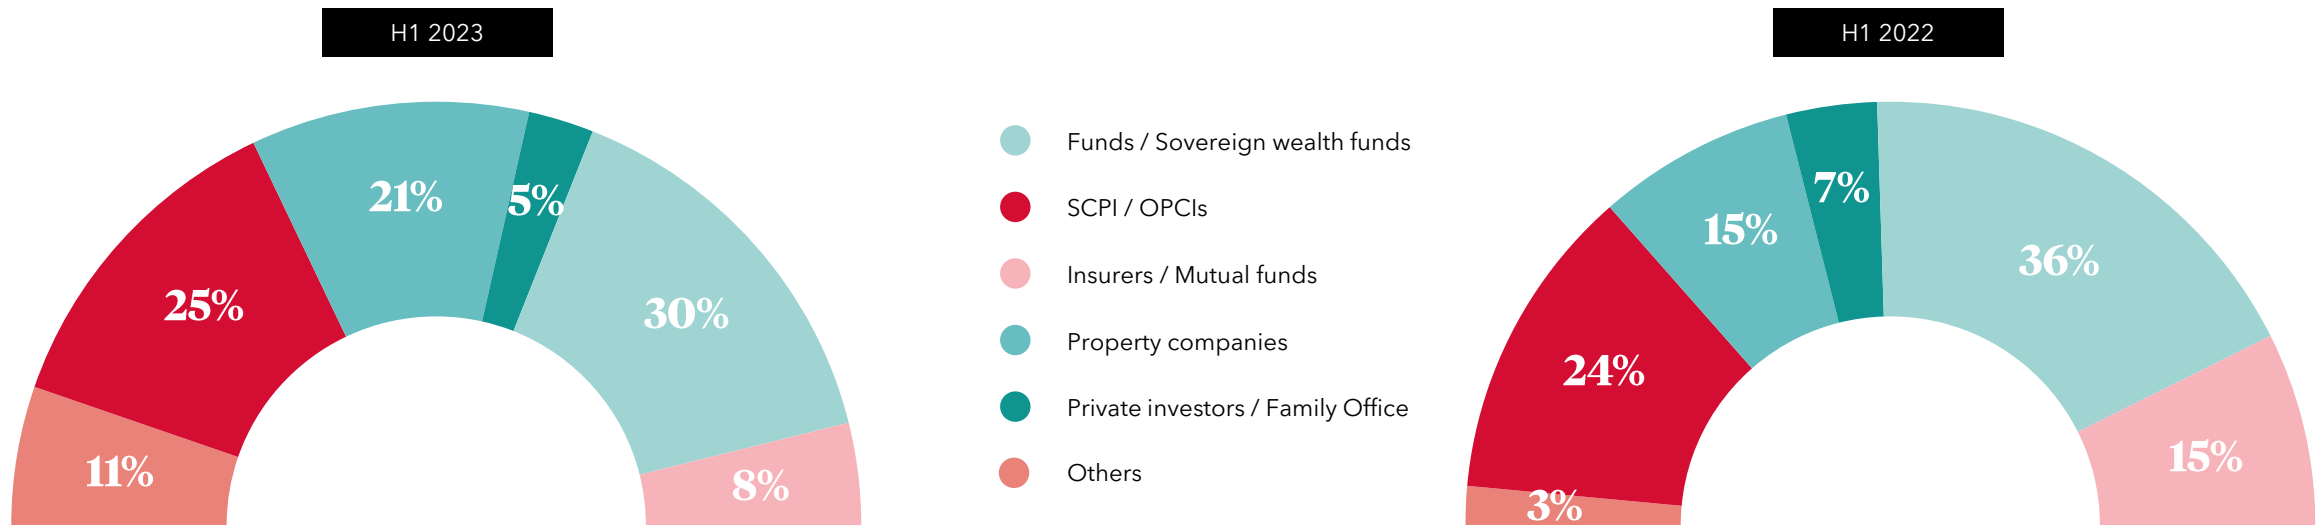 H1 2023
11%
25%
21%
5%
30%
8%
Funds / Sovereign wealth funds
SCPI / OPCIs
Insurers / Mutual funds
Property companies
Private investors / Family Office
Others
H1 2022
3%
24%
15%
7%
36%
15%